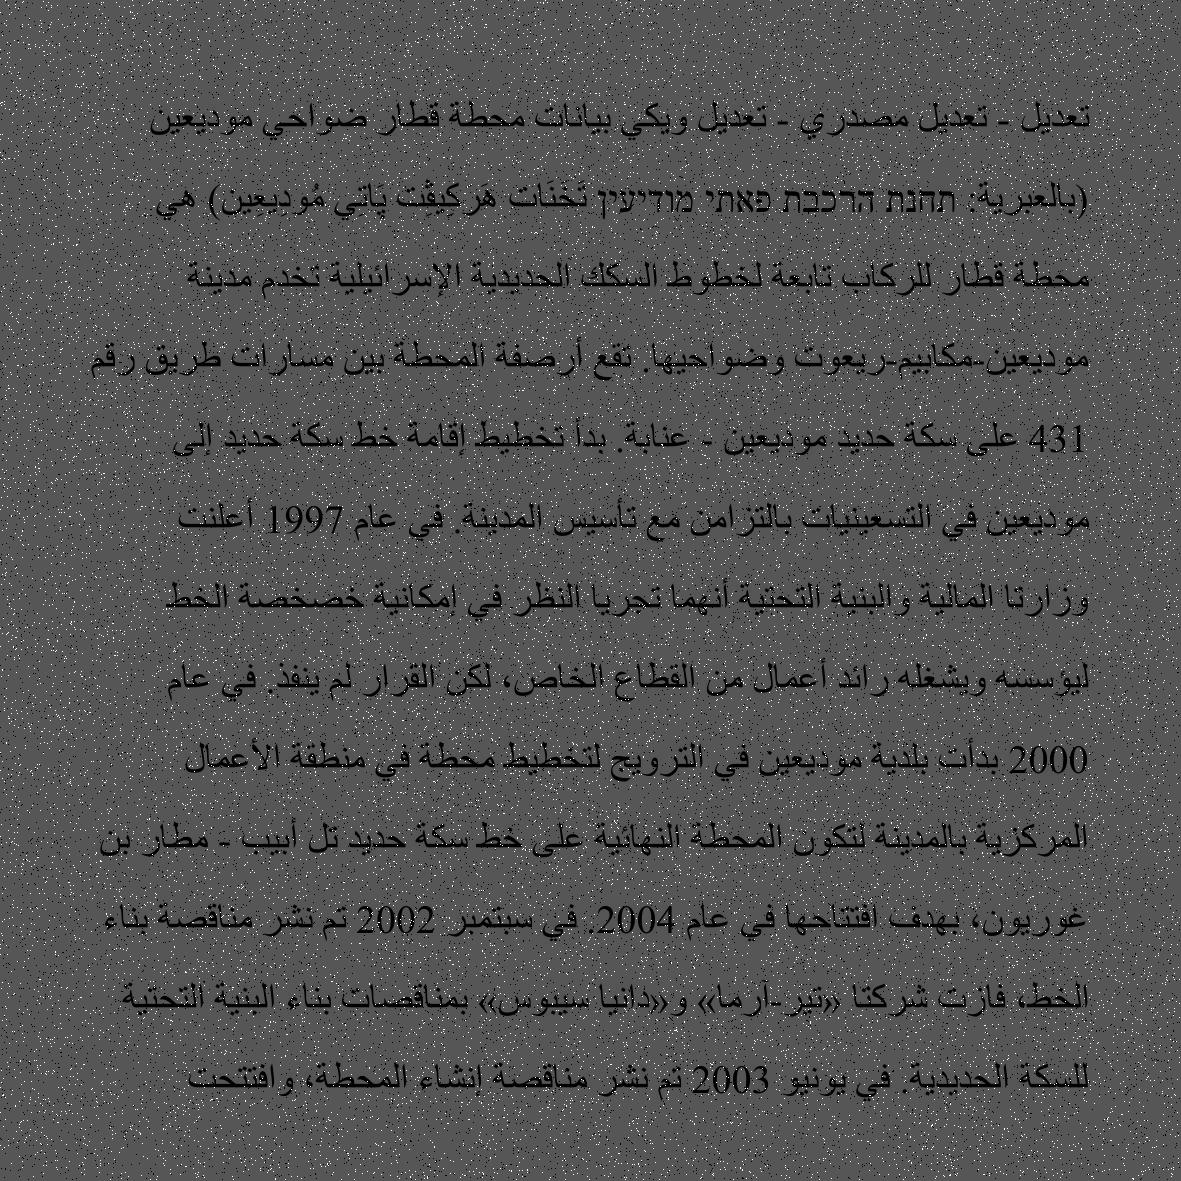 تعديل - تعديل مصدري - تعديل ويكي بيانات محطة قطار ضواحي موديعين
(بالعبرية: תחנת הרכבת פאתי מודיעין تَخَنَات هَركِيڤِت پَاتي مُوديعِين) هي
محطة قطار للركاب تابعة لخطوط السكك الحديدية الإسرائيلية تخدم مدينة
موديعين-مكابيم-ريعوت وضواحيها. تقع أرصفة المحطة بين مسارات طريق رقم
431 على سكة حديد موديعين - عنابة. بدأ تخطيط إقامة خط سكة حديد إلى
موديعين في التسعينيات بالتزامن مع تأسيس المدينة. في عام 1997 أعلنت
وزارتا المالية والبنية التحتية أنهما تجريا النظر في إمكانية خصخصة الخط
ليؤسسه ويشغله رائد أعمال من القطاع الخاص، لكن القرار لم ينفذ. في عام
2000 بدأت بلدية موديعين في الترويج لتخطيط محطة في منطقة الأعمال
المركزية بالمدينة لتكون المحطة النهائية على خط سكة حديد تل أبيب - مطار بن
غوريون، بهدف افتتاحها في عام 2004. في سبتمبر 2002 تم نشر مناقصة بناء
الخط، فازت شركتا «تير-أرما» و«دانيا سيبوس» بمناقصات بناء البنية التحتية
للسكة الحديدية. في يونيو 2003 تم نشر مناقصة إنشاء المحطة، وافتتحت